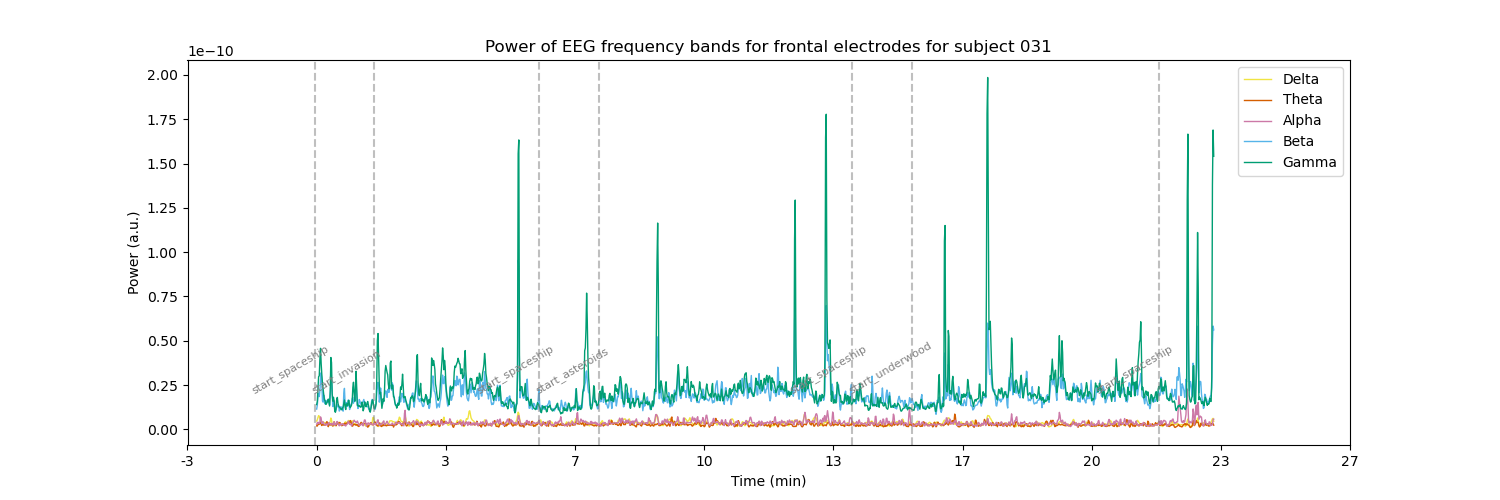 Power of EEG frequency bands for frontal electrodes for subject 031
1e−10
2.00
1.75
1.50
1.25
1.00
0.75
0.50
0.25
0.00
Power (a.u.)
Delta
Theta
Alpha
Beta
Gamma
start_spaceship
start_invasion
start_spaceship
start_asteroids
start_spaceship
start_underwood
start_spaceship
-3
0
3
7
10
13
17
20
23
27
Time (min)